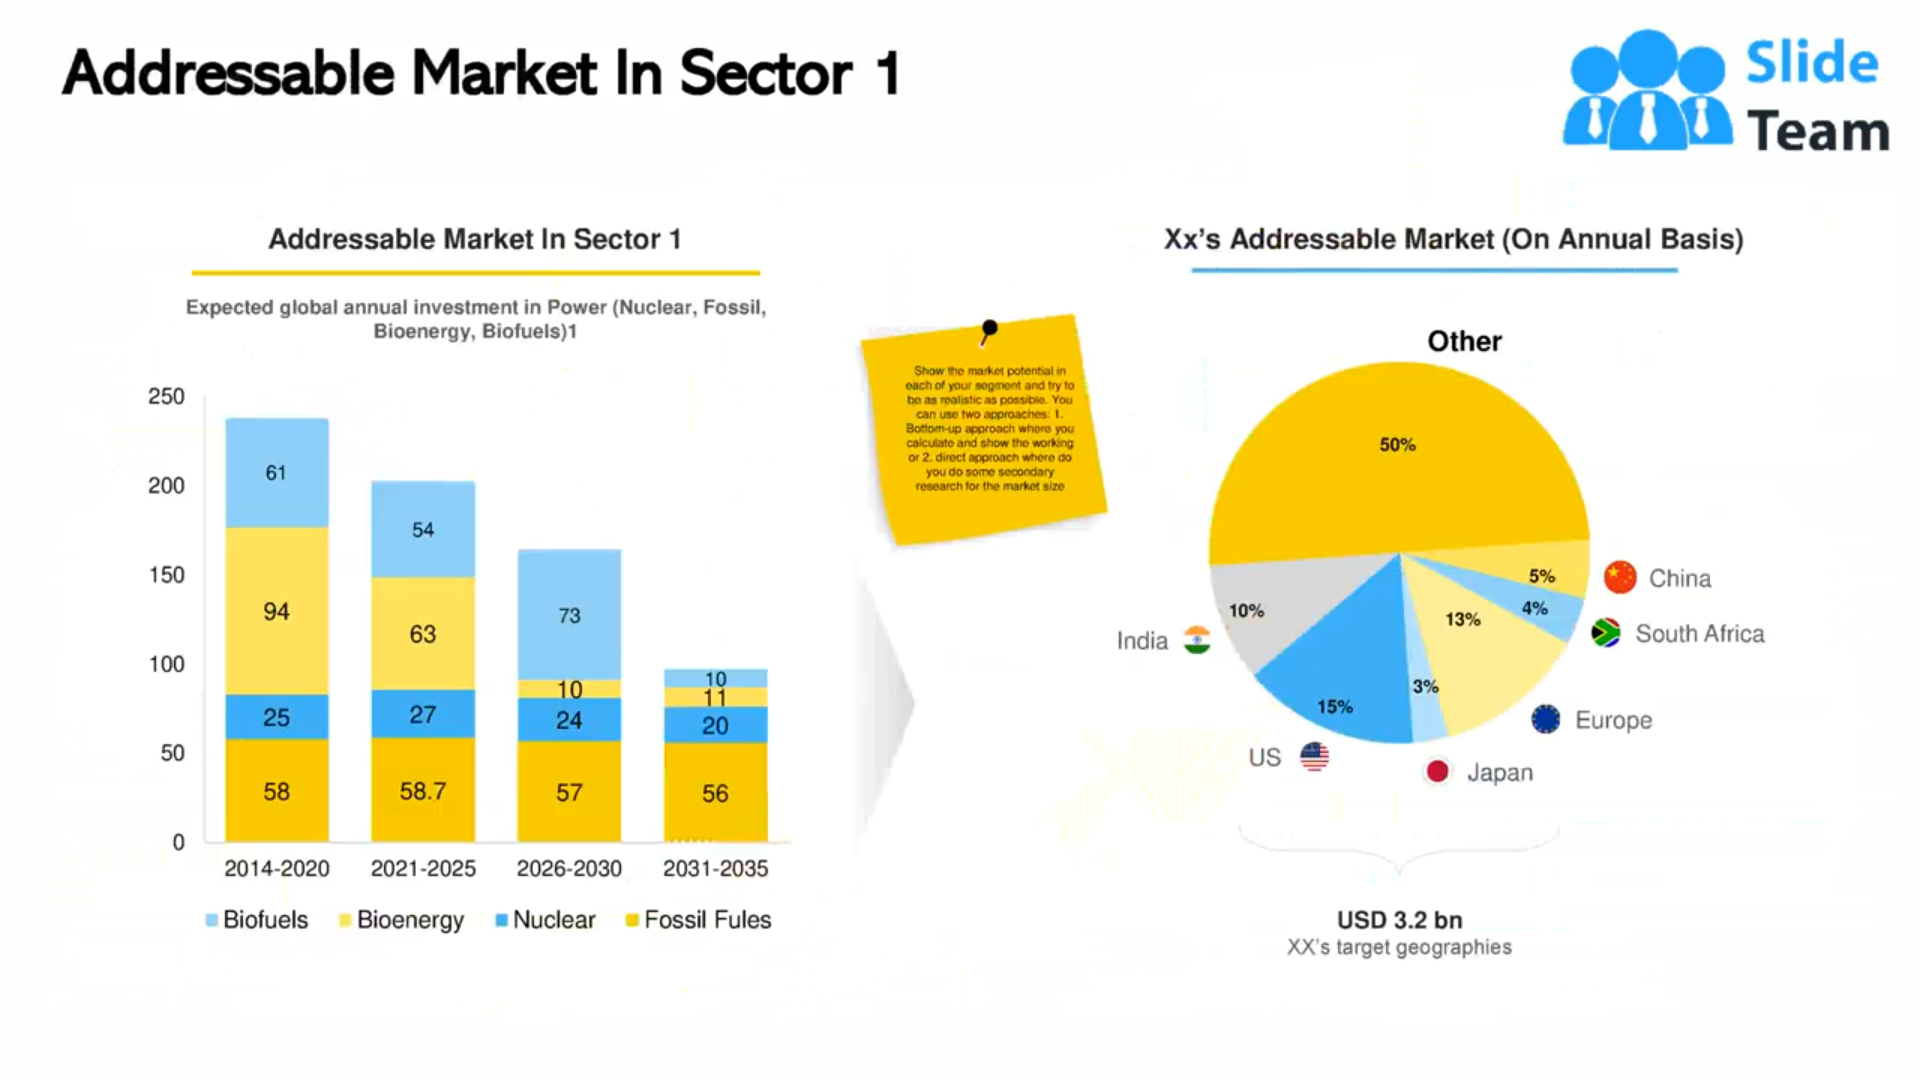 Addressable Market In Sector 1
Slide
Team
Addressable Market In Sector 1
Expected global annual investment in Power (Nuclear, Fossil,
Bioenergy, Biofuels)1
250
200
150
100
50
0
61
94
25
58
54
63
27
58.7
73
10
24
57
10
11
20
56
2014-2020
2021-2025
2026-2030
2031-2035
Biofuels
Bioenergy
Nuclear
Fossil Fules
Show the market potential in
each of your segment and try to
be as realistic as possible. You
can use two approaches: 1.
Bottom-up approach where you
calculate and show the working
or 2. direct approach where do
you do some secondary
research for the market size
Xx's Addressable Market (On Annual Basis)
Other
50%
5%
China
4%
South Africa
13%
Europe
3%
Japan
15%
US
10%
India
USD 3.2 bn
XX's target geographies